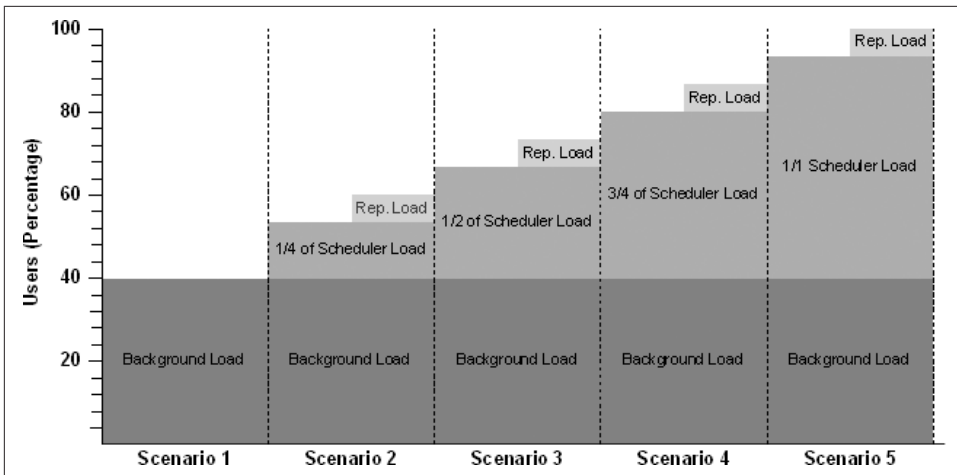 Users (Percentage)
100
80
60
40
20
Rep. Load
Rep. Load
Rep. Load
Rep. Load
1/4 of Scheduler Load
1/2 of Scheduler Load
3/4 of Scheduler Load
1/1 Scheduler Load
Background Load
Background Load
Background Load
Background Load
Background Load
Scenario 1
Scenario 2
Scenario 3
Scenario 4
Scenario 5